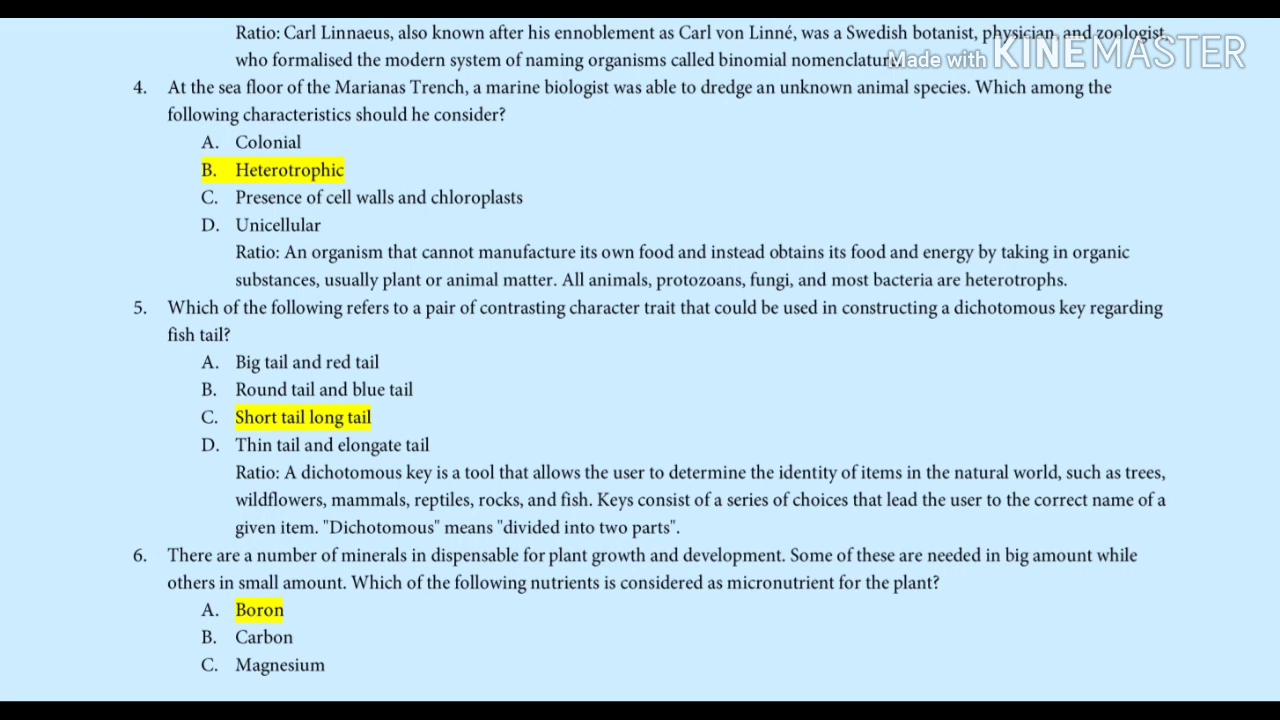 Ratio: Carl Linnaeus, also known after his ennoblement as Carl von Linné, was a Swedish botanist, physician, and zoologist,
who formalised the modern system of naming organisms called binomial nomenclature.
Made with KINEMASTER
4. At the sea floor of the Marianas Trench, a marine biologist was able to dredge an unknown animal species. Which among the
following characteristics should he consider?
A. Colonial
B. Heterotrophic
C. Presence of cell walls and chloroplasts
D. Unicellular
Ratio: An organism that cannot manufacture its own food and instead obtains its food and energy by taking in organic
substances, usually plant or animal matter. All animals, protozoans, fungi, and most bacteria are heterotrophs.
5. Which of the following refers to a pair of contrasting character trait that could be used in constructing a dichotomous key regarding
fish tail?
A. Big tail and red tail
B. Round tail and blue tail
C. Short tail long tail
D. Thin tail and elongate tail
Ratio: A dichotomous key is a tool that allows the user to determine the identity of items in the natural world, such as trees,
wildflowers, mammals, reptiles, rocks, and fish. Keys consist of a series of choices that lead the user to the correct name of a
given item. "Dichotomous" means "divided into two parts".
6. There are a number of minerals in dispensable for plant growth and development. Some of these are needed in big amount while
others in small amount. Which of the following nutrients is considered as micronutrient for the plant?
A. Boron
B. Carbon
C. Magnesium